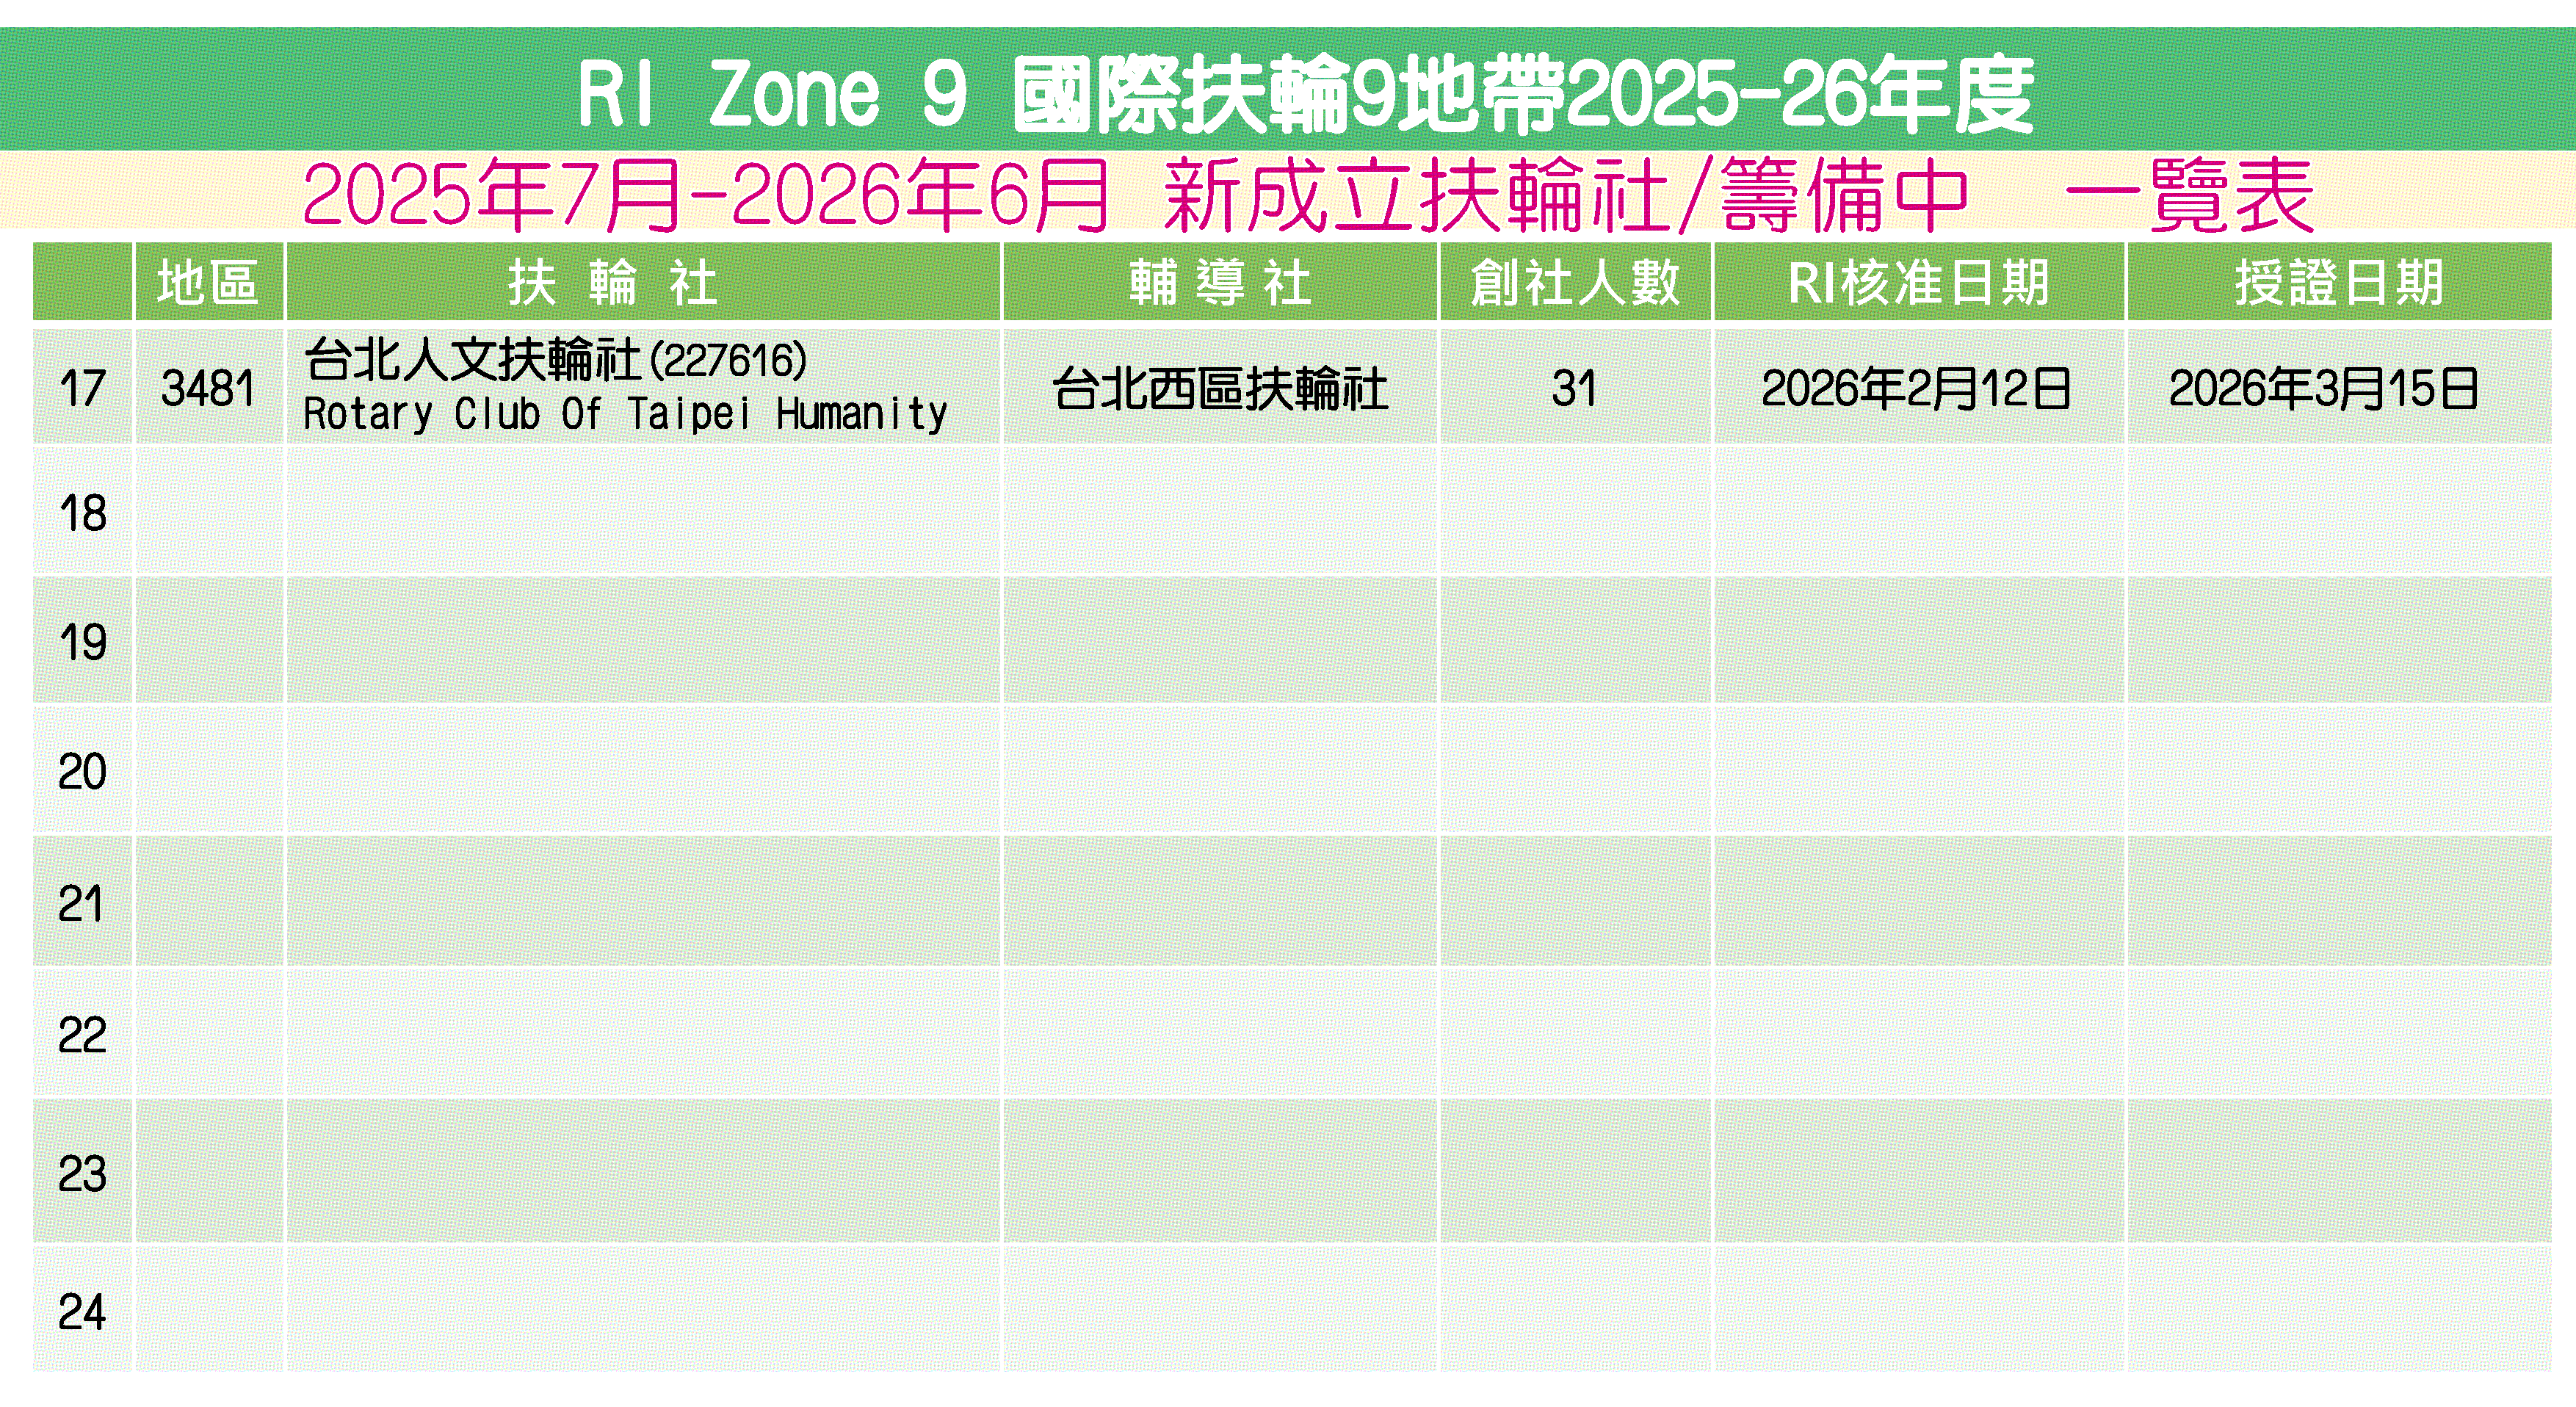 RI Zone 9 國際扶輪9地帶2025-26年度
2025年7月-2026年6月 新成立扶輪社/籌備中 一覽表
地區 扶輪社 輔導社 創社人數 RI核准日期 授證日期
17 3481 台北人文扶輪社(227616) 台北西區扶輪社 31 2026年2月12日 2026年3月15日
Rotary Club Of Taipei Humanity
18
19
20
21
22
23
24